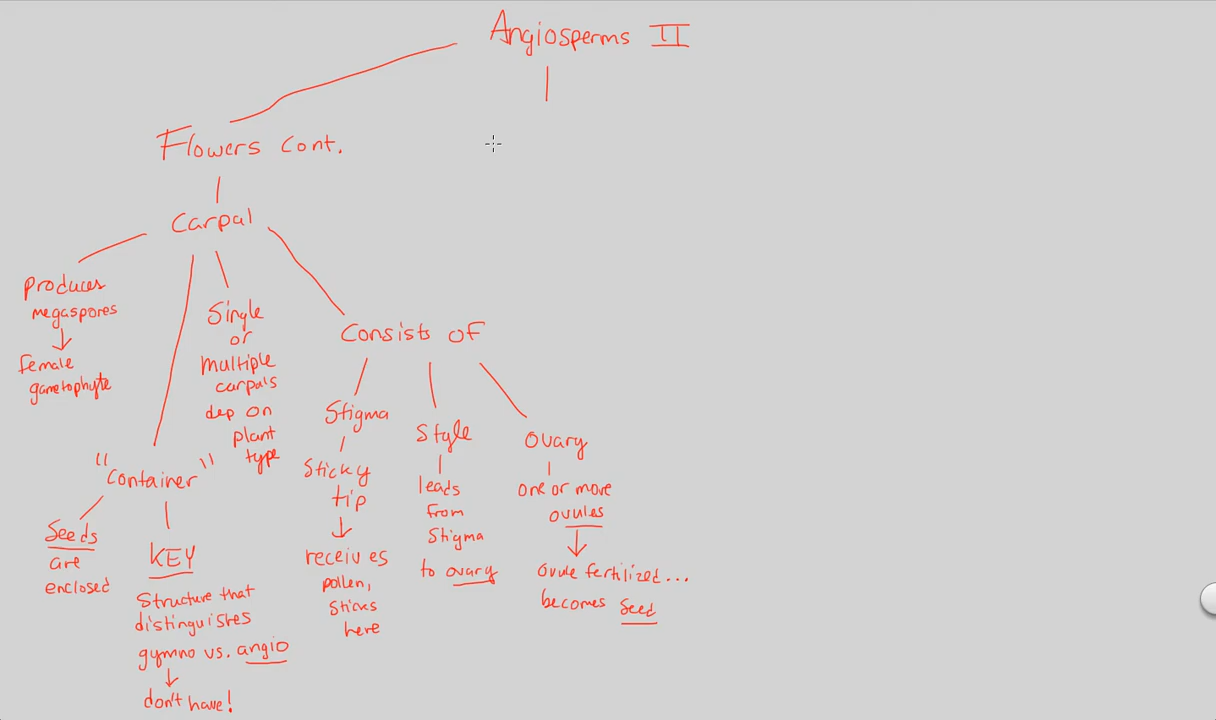 Angiosperms II
Flowers cont.
Carpal
Produces
megaspores
female
gametophyte
"Container"
Seeds
are
enclosed
KEY
Structure that
distinguishes
gymno vs. angio
don't have!
Single
or
multiple
carpals
dep on
plant
type
Consists of
Stigma
Sticky
tip
receives
pollen,
sticks
here
Style
leads
from
Stigma
to ovary
Ovary
one or more
ovules
Ovule fertilized...
becomes seed